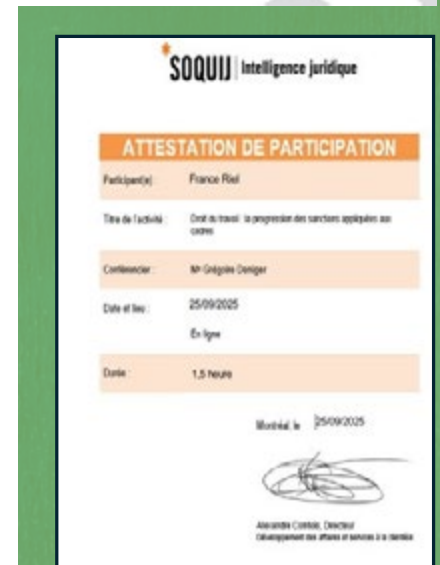 SOQUIJ | Intelligence juridique
ATTESTATION DE PARTICIPATION
Participant(e) : France Riel
Titre de l'activité : Droit du travail : la progression des sanctions appliquées aux
cadres
Conférencier : Me Grégoire Deniger
Date et lieu : 25/09/2025
En ligne
Durée : 1,5 heure
Montréal, le 25/09/2025
Alexandre Directeur
Développement des affaires et services à la clientèle